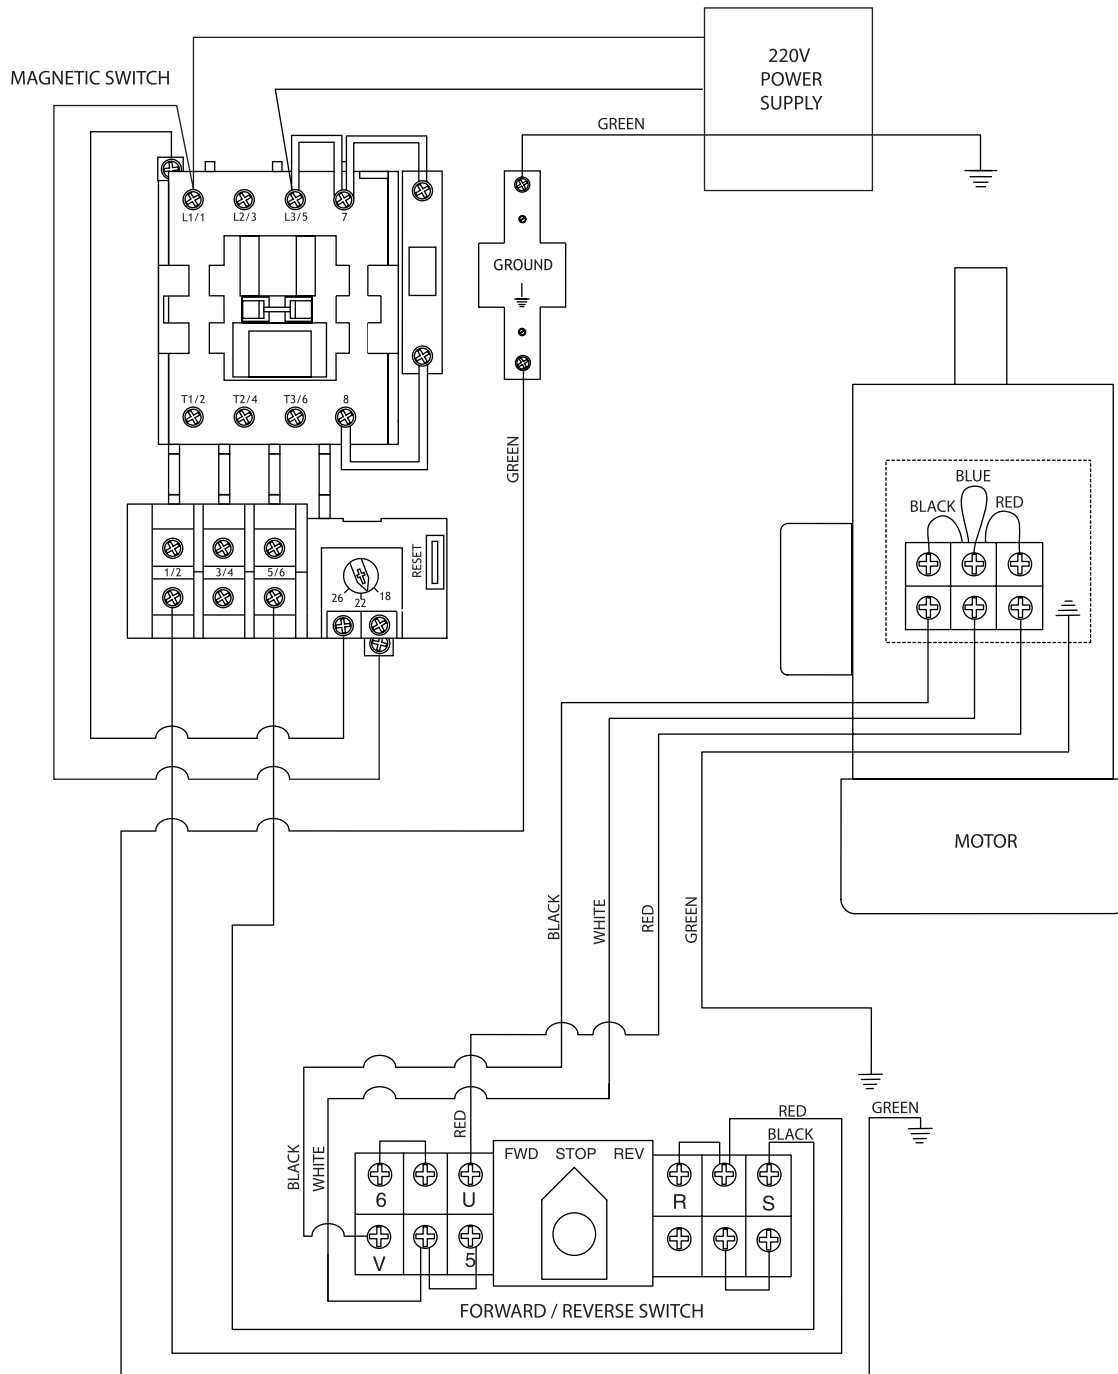 220V
POWER
SUPPLY
MAGNETIC SWITCH
GREEN
L1/1 L2/3 L3/5 7
GROUND
T1/2 T2/4 T3/6 8
GREEN
BLUE
BLACK RED
RESET
1/2 3/4 5/6
26 22 18
MOTOR
BLACK WHITE RED GREEN
GREEN
RED
BLACK
RED
BLACK WHITE
FWD STOP REV
6 U R S
V 5
FORWARD / REVERSE SWITCH